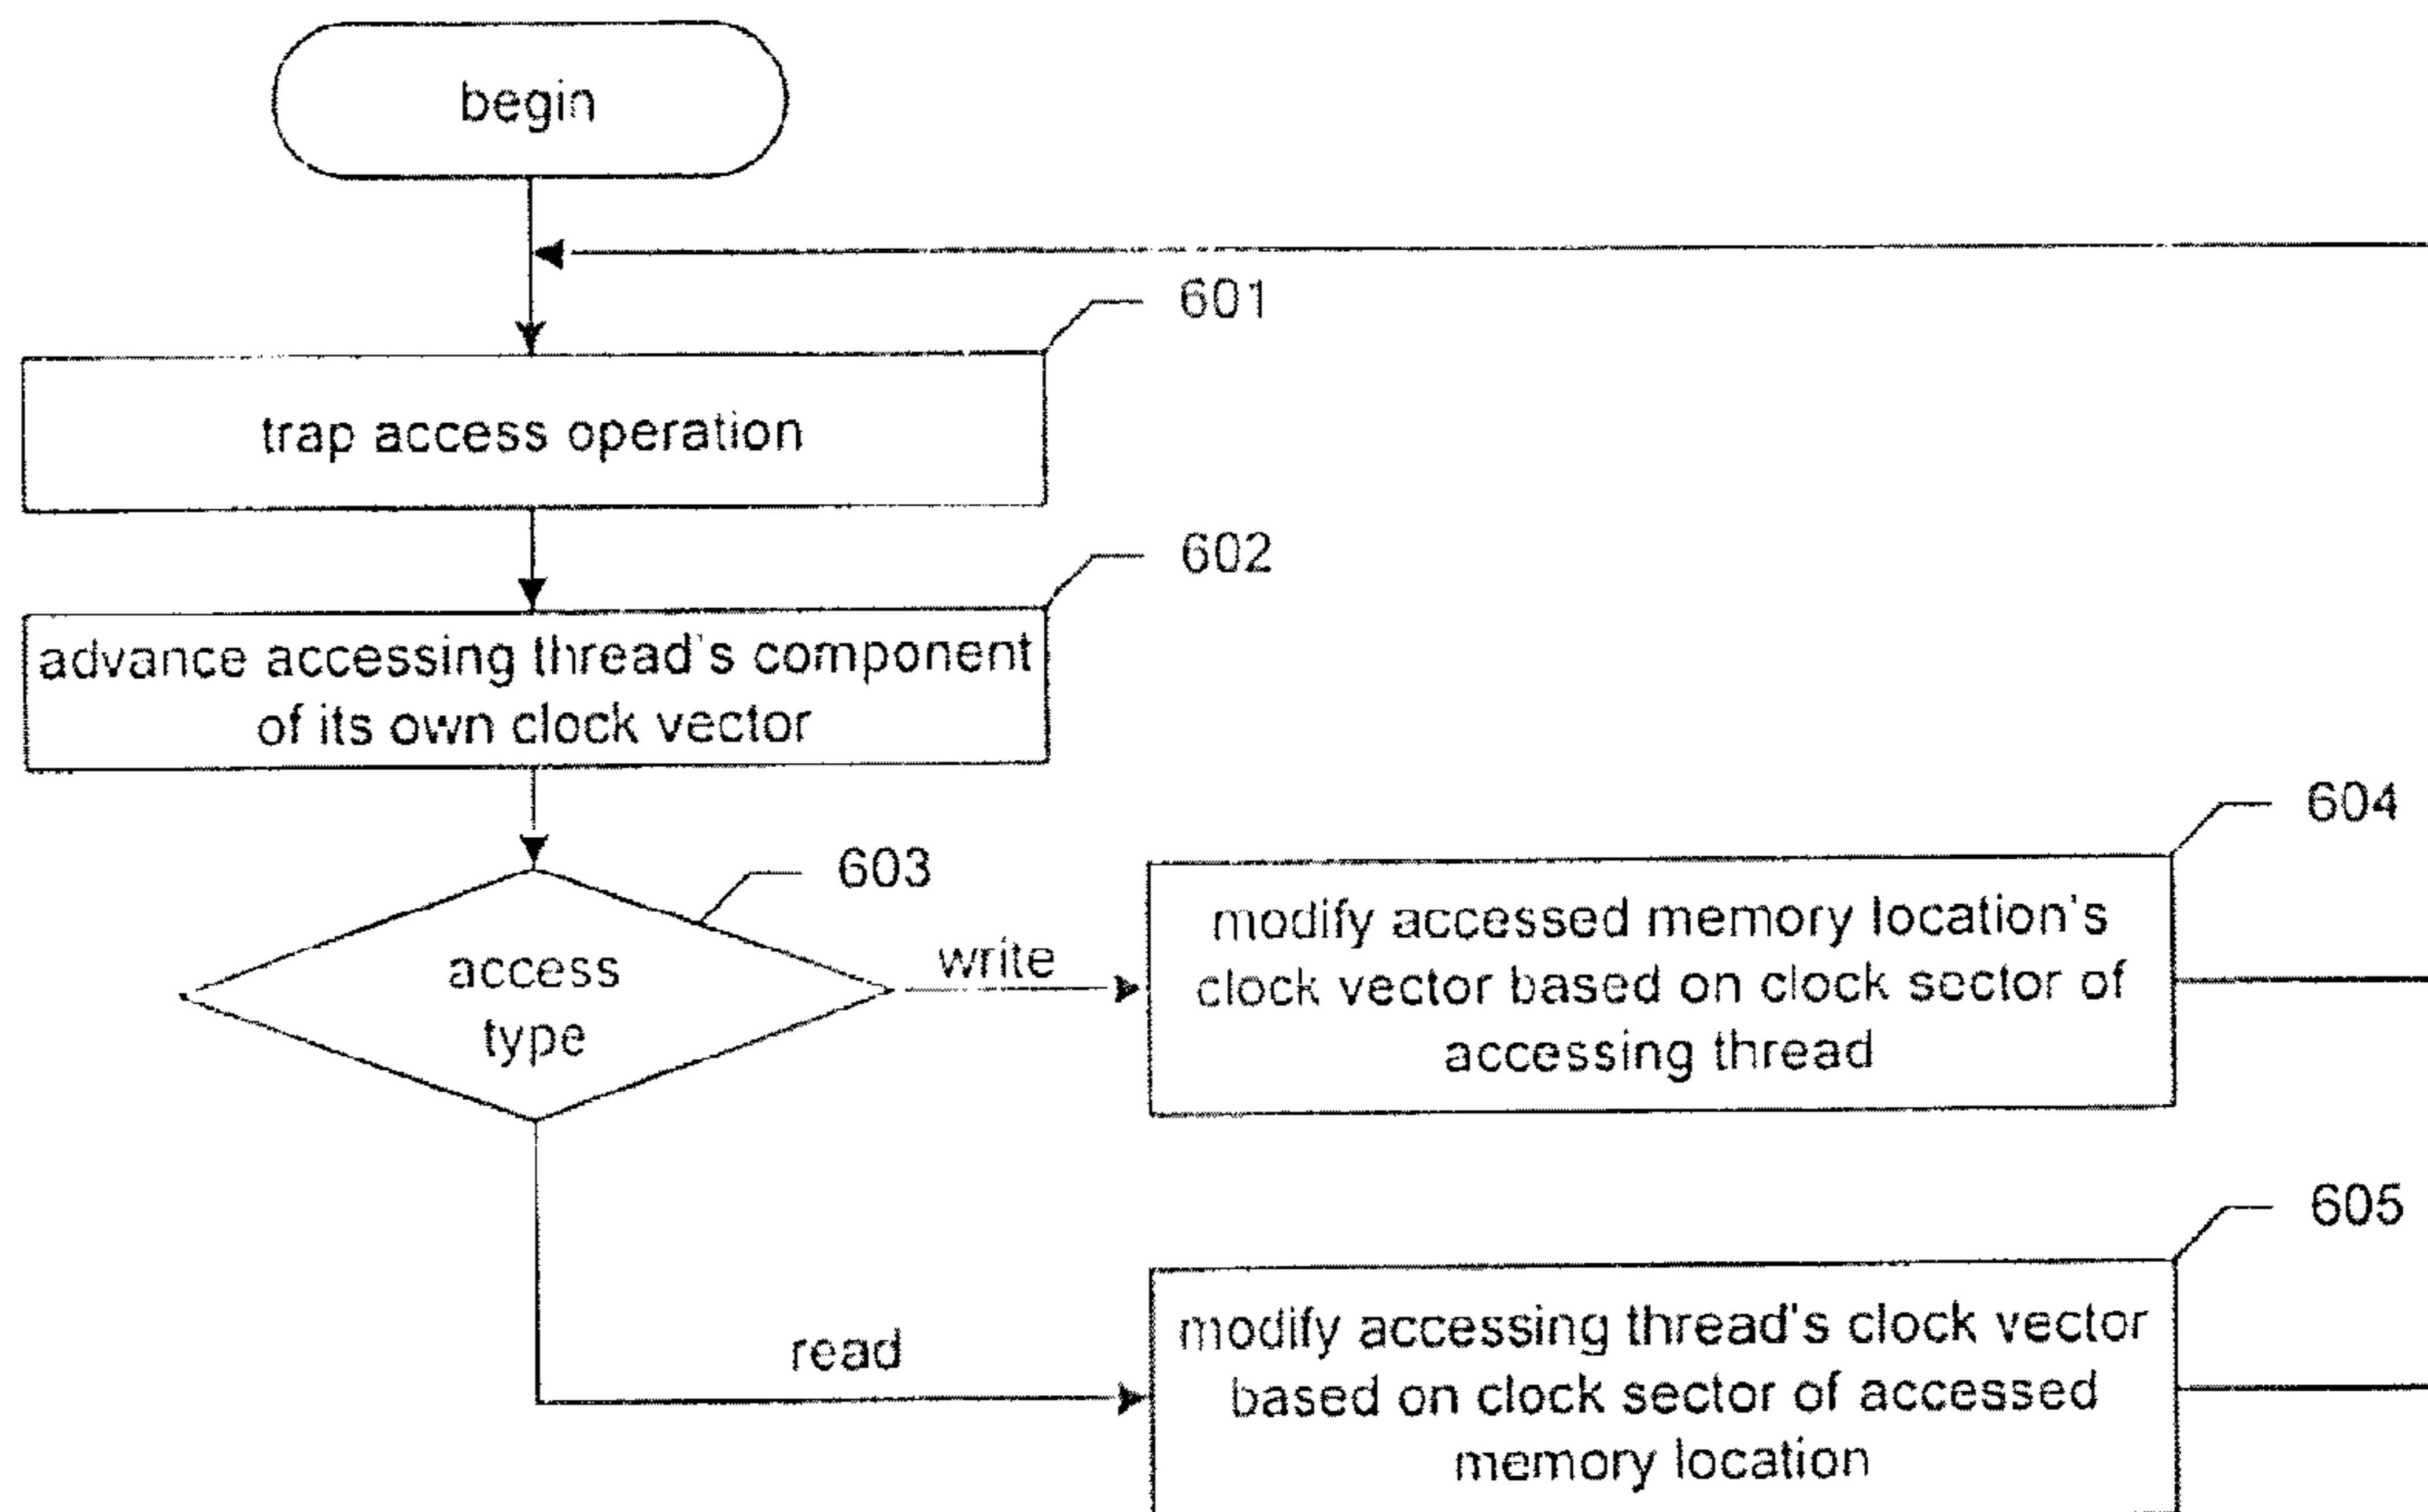 begin
601
trap access operation
602
advance accessing thread's component
of its own clock vector
603
604
access
type
write
modify accessed memory location's
clock vector based on clock sector of
accessing thread
605
read
modify accessing thread's clock vector
based on clock sector of accessed
memory location